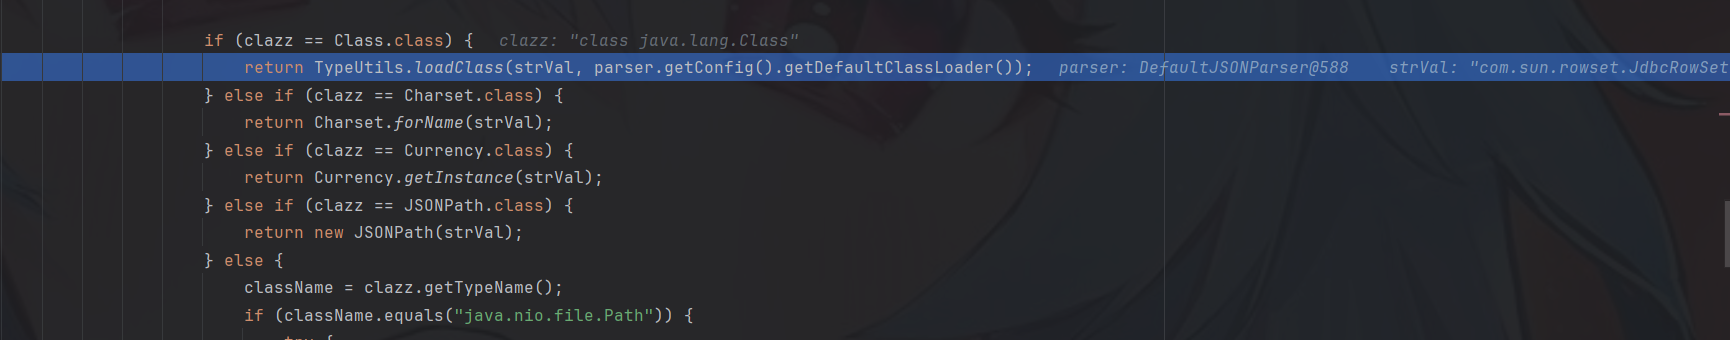 if (clazz == Class.class) {   clazz: "class java.lang.Class"
return TypeUtils.loadClass(strVal, parser.getConfig().getDefaultClassLoader());   parser: DefaultJSONParser@588    strVal: "com.sun.rowset.JdbcRowSet
} else if (clazz == Charset.class) {
return Charset.forName(strVal);
} else if (clazz == Currency.class) {
return Currency.getInstance(strVal);
} else if (clazz == JSONPath.class) {
return new JSONPath(strVal);
} else {
className = clazz.getTypeName();
if (className.equals("java.nio.file.Path")) {
try {